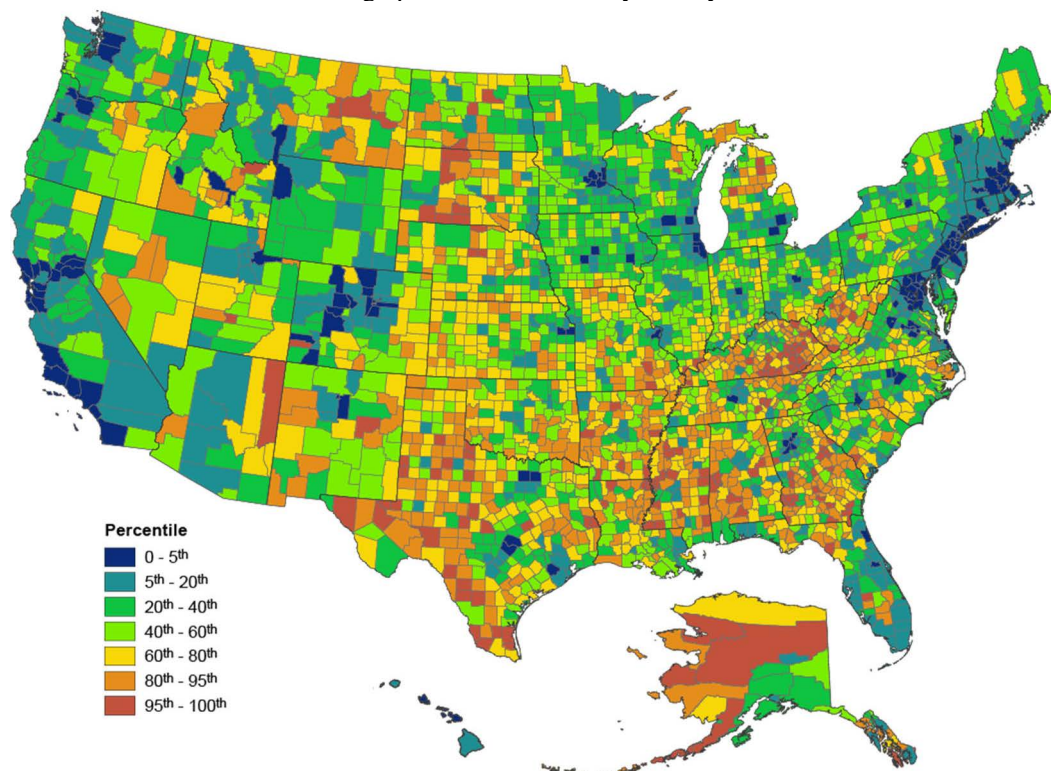 Percentile
0 - 5th
5th - 20th
20th - 40th
40th - 60th
60th - 80th
80th - 95th
95th - 100th